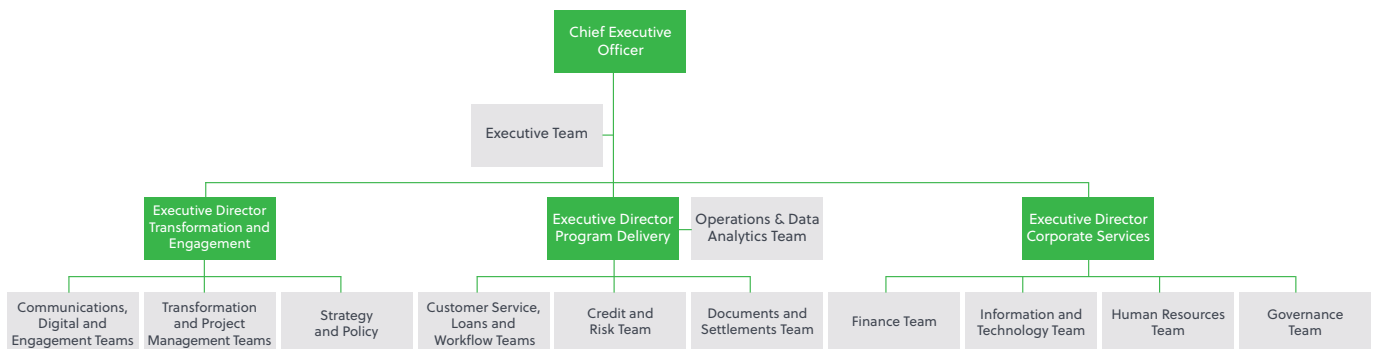 Chief Executive
Officer
Executive Team
Executive Director
Transformation and
Engagement
Executive Director
Program Delivery
Operations & Data
Analytics Team
Executive Director
Corporate Services
Communications,
Digital and
Engagement Teams
Transformation
and Project
Management Teams
Strategy
and Policy
Customer Service,
Loans and
Workflow Teams
Credit and
Risk Team
Documents and
Settlements Team
Finance Team
Information and
Technology Team
Human Resources
Team
Governance
Team